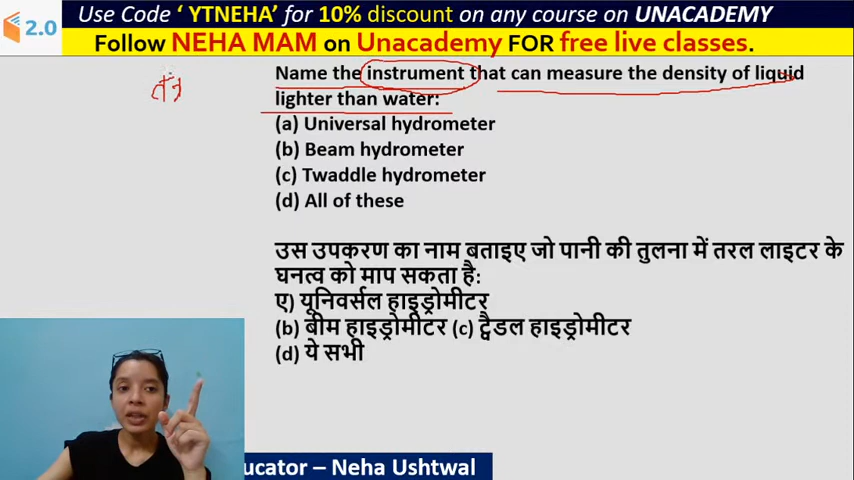 Use Code ‘ YTNEHA’ for 10% discount on any course on UNACADEMY
2.0
Follow NEHA MAM on Unacademy FOR free live classes.
Name the instrument that can measure the density of liquid
lighter than water:
(a) Universal hydrometer
(b) Beam hydrometer
(c) Twaddle hydrometer
(d) All of these
उस उपकरण का नाम बताइए जो पानी की तुलना में तरल लाइटर के
घनत्व को माप सकता है:
ए) यूनिवर्सल हाइड्रोमीटर
(b) बीम हाइड्रोमीटर (c) ट्वैडल हाइड्रोमीटर
(d) ये सभी
ucator – Neha Ushtwal